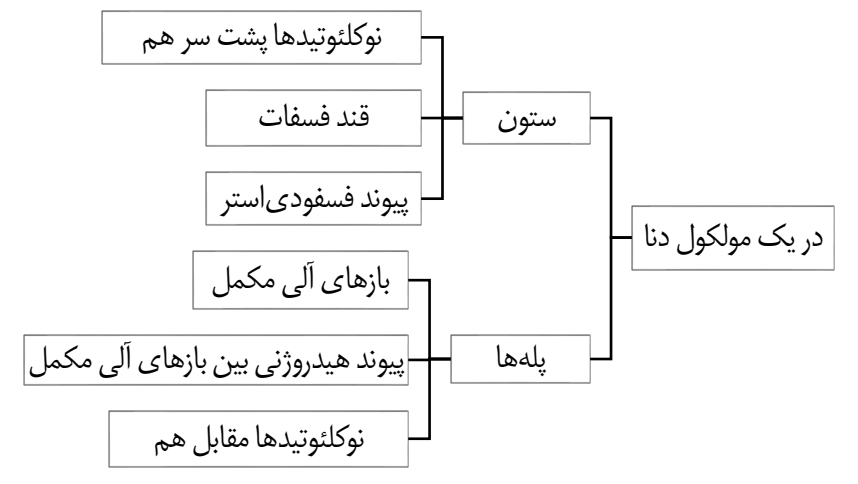 در یک مولکول دنا
ستون
نوکلئوتیدها پشت سر هم
قند فسفات
پیوند فسفودی‌استر
پله‌ها
بازهای آلی مکمل
پیوند هیدروژنی بین بازهای آلی مکمل
نوکلئوتیدها مقابل هم